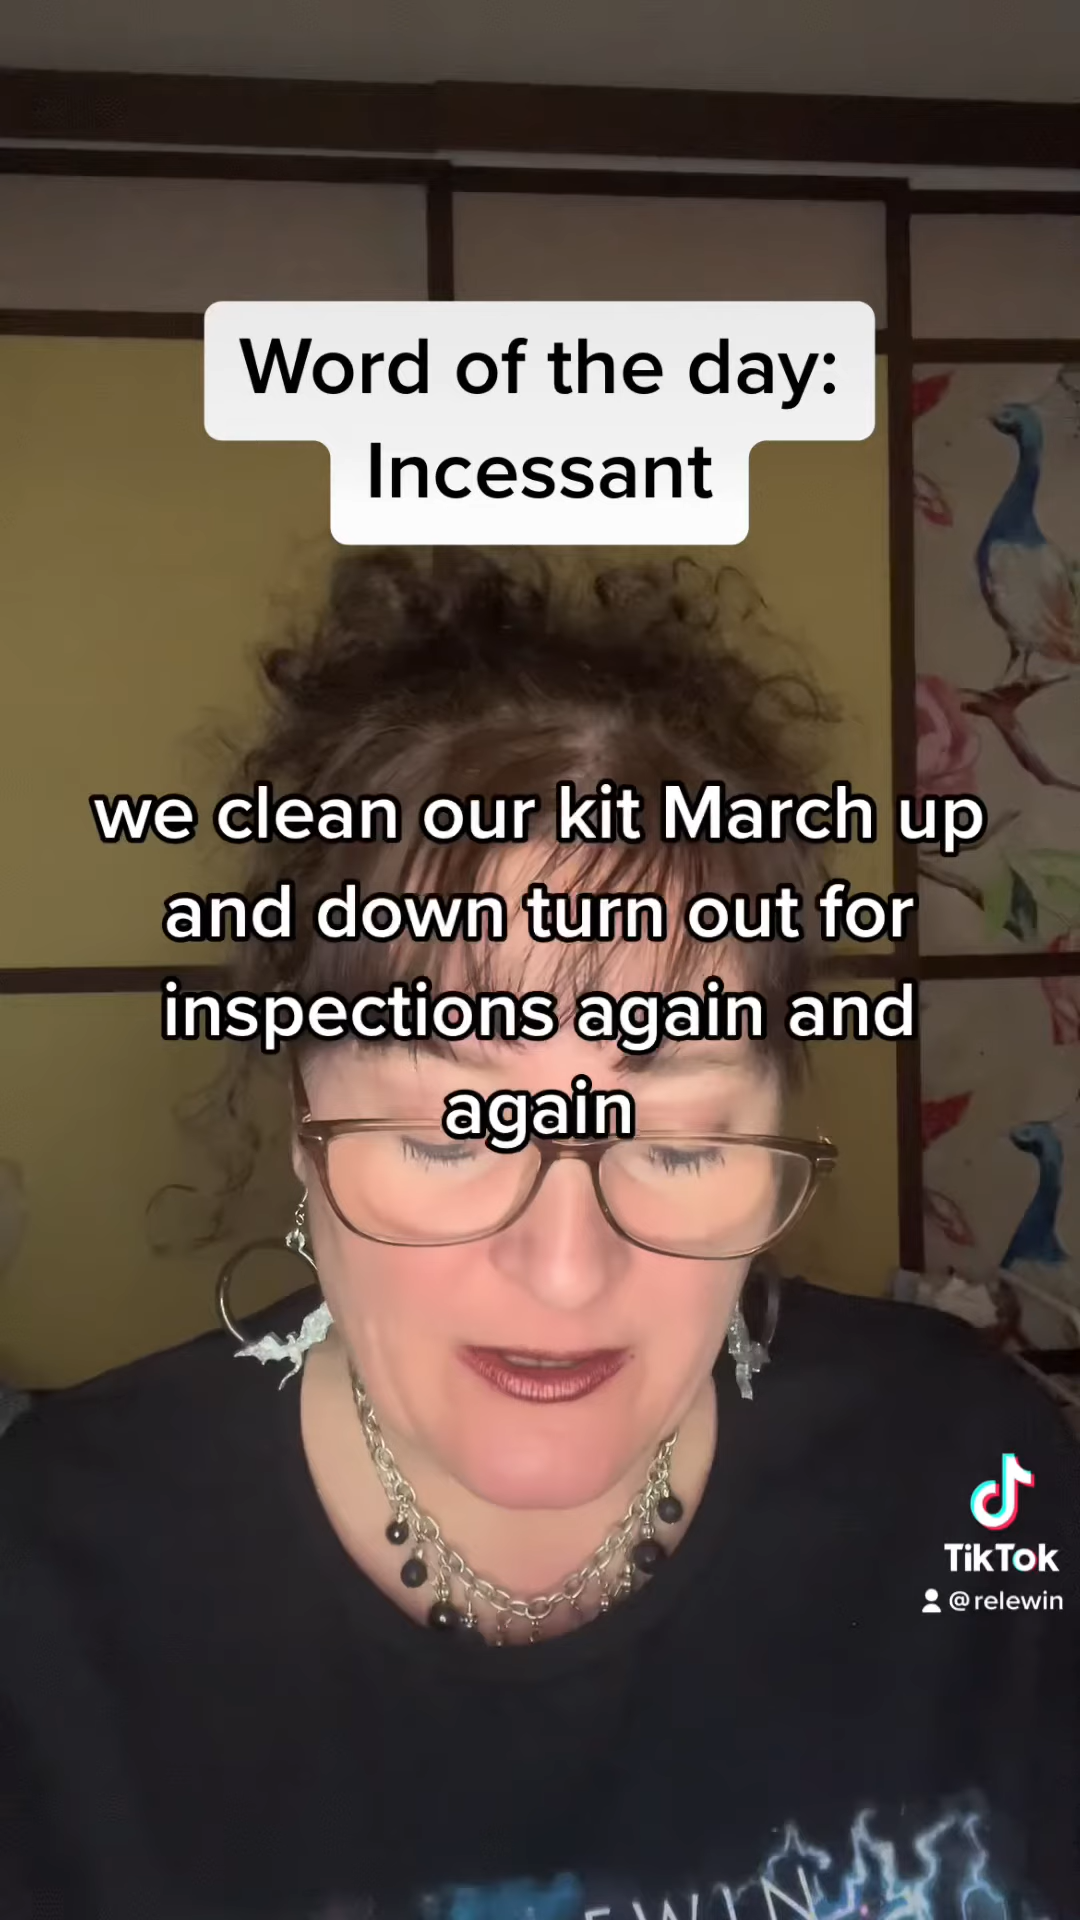 Word of the day:
Incessant
we clean our kit March up
and down turn out for
inspections again and
again
TikTok
@relewin
EWIN